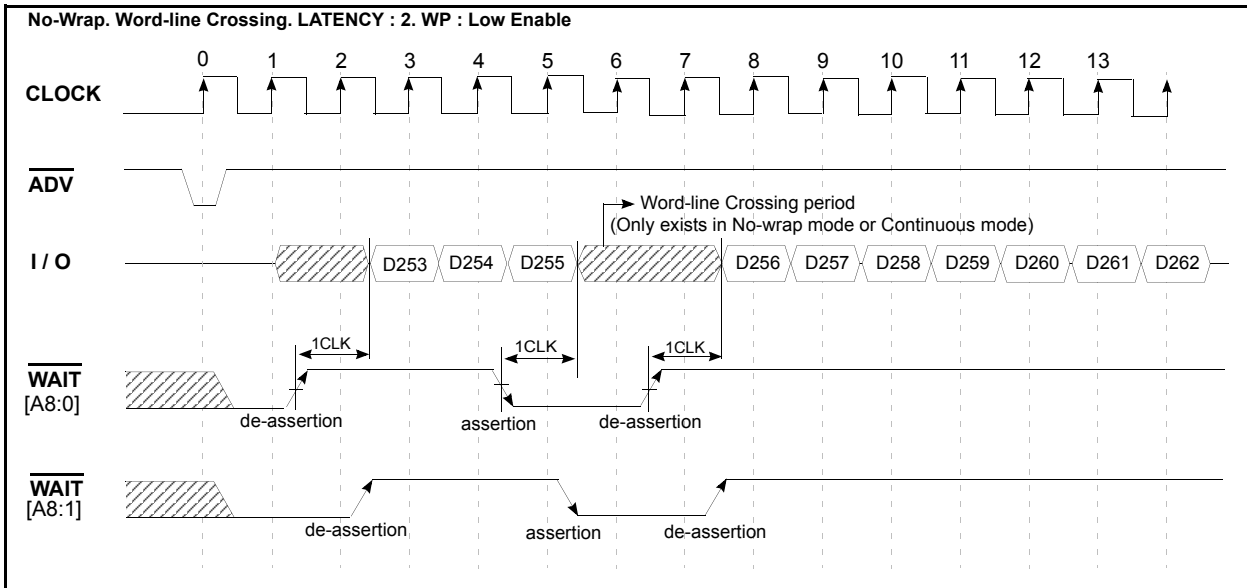 No-Wrap. Word-line Crossing. LATENCY : 2. WP : Low Enable
0 1 2 3 4 5 6 7 8 9 10 11 12 13
CLOCK
ADV
Word-line Crossing period
(Only exists in No-wrap mode or Continuous mode)
I / O
D253 D254 D255 D256 D257 D258 D259 D260 D261 D262
1CLK 1CLK 1CLK
WAIT
[A8:0]
de-assertion assertion de-assertion
WAIT
[A8:1]
de-assertion assertion de-assertion